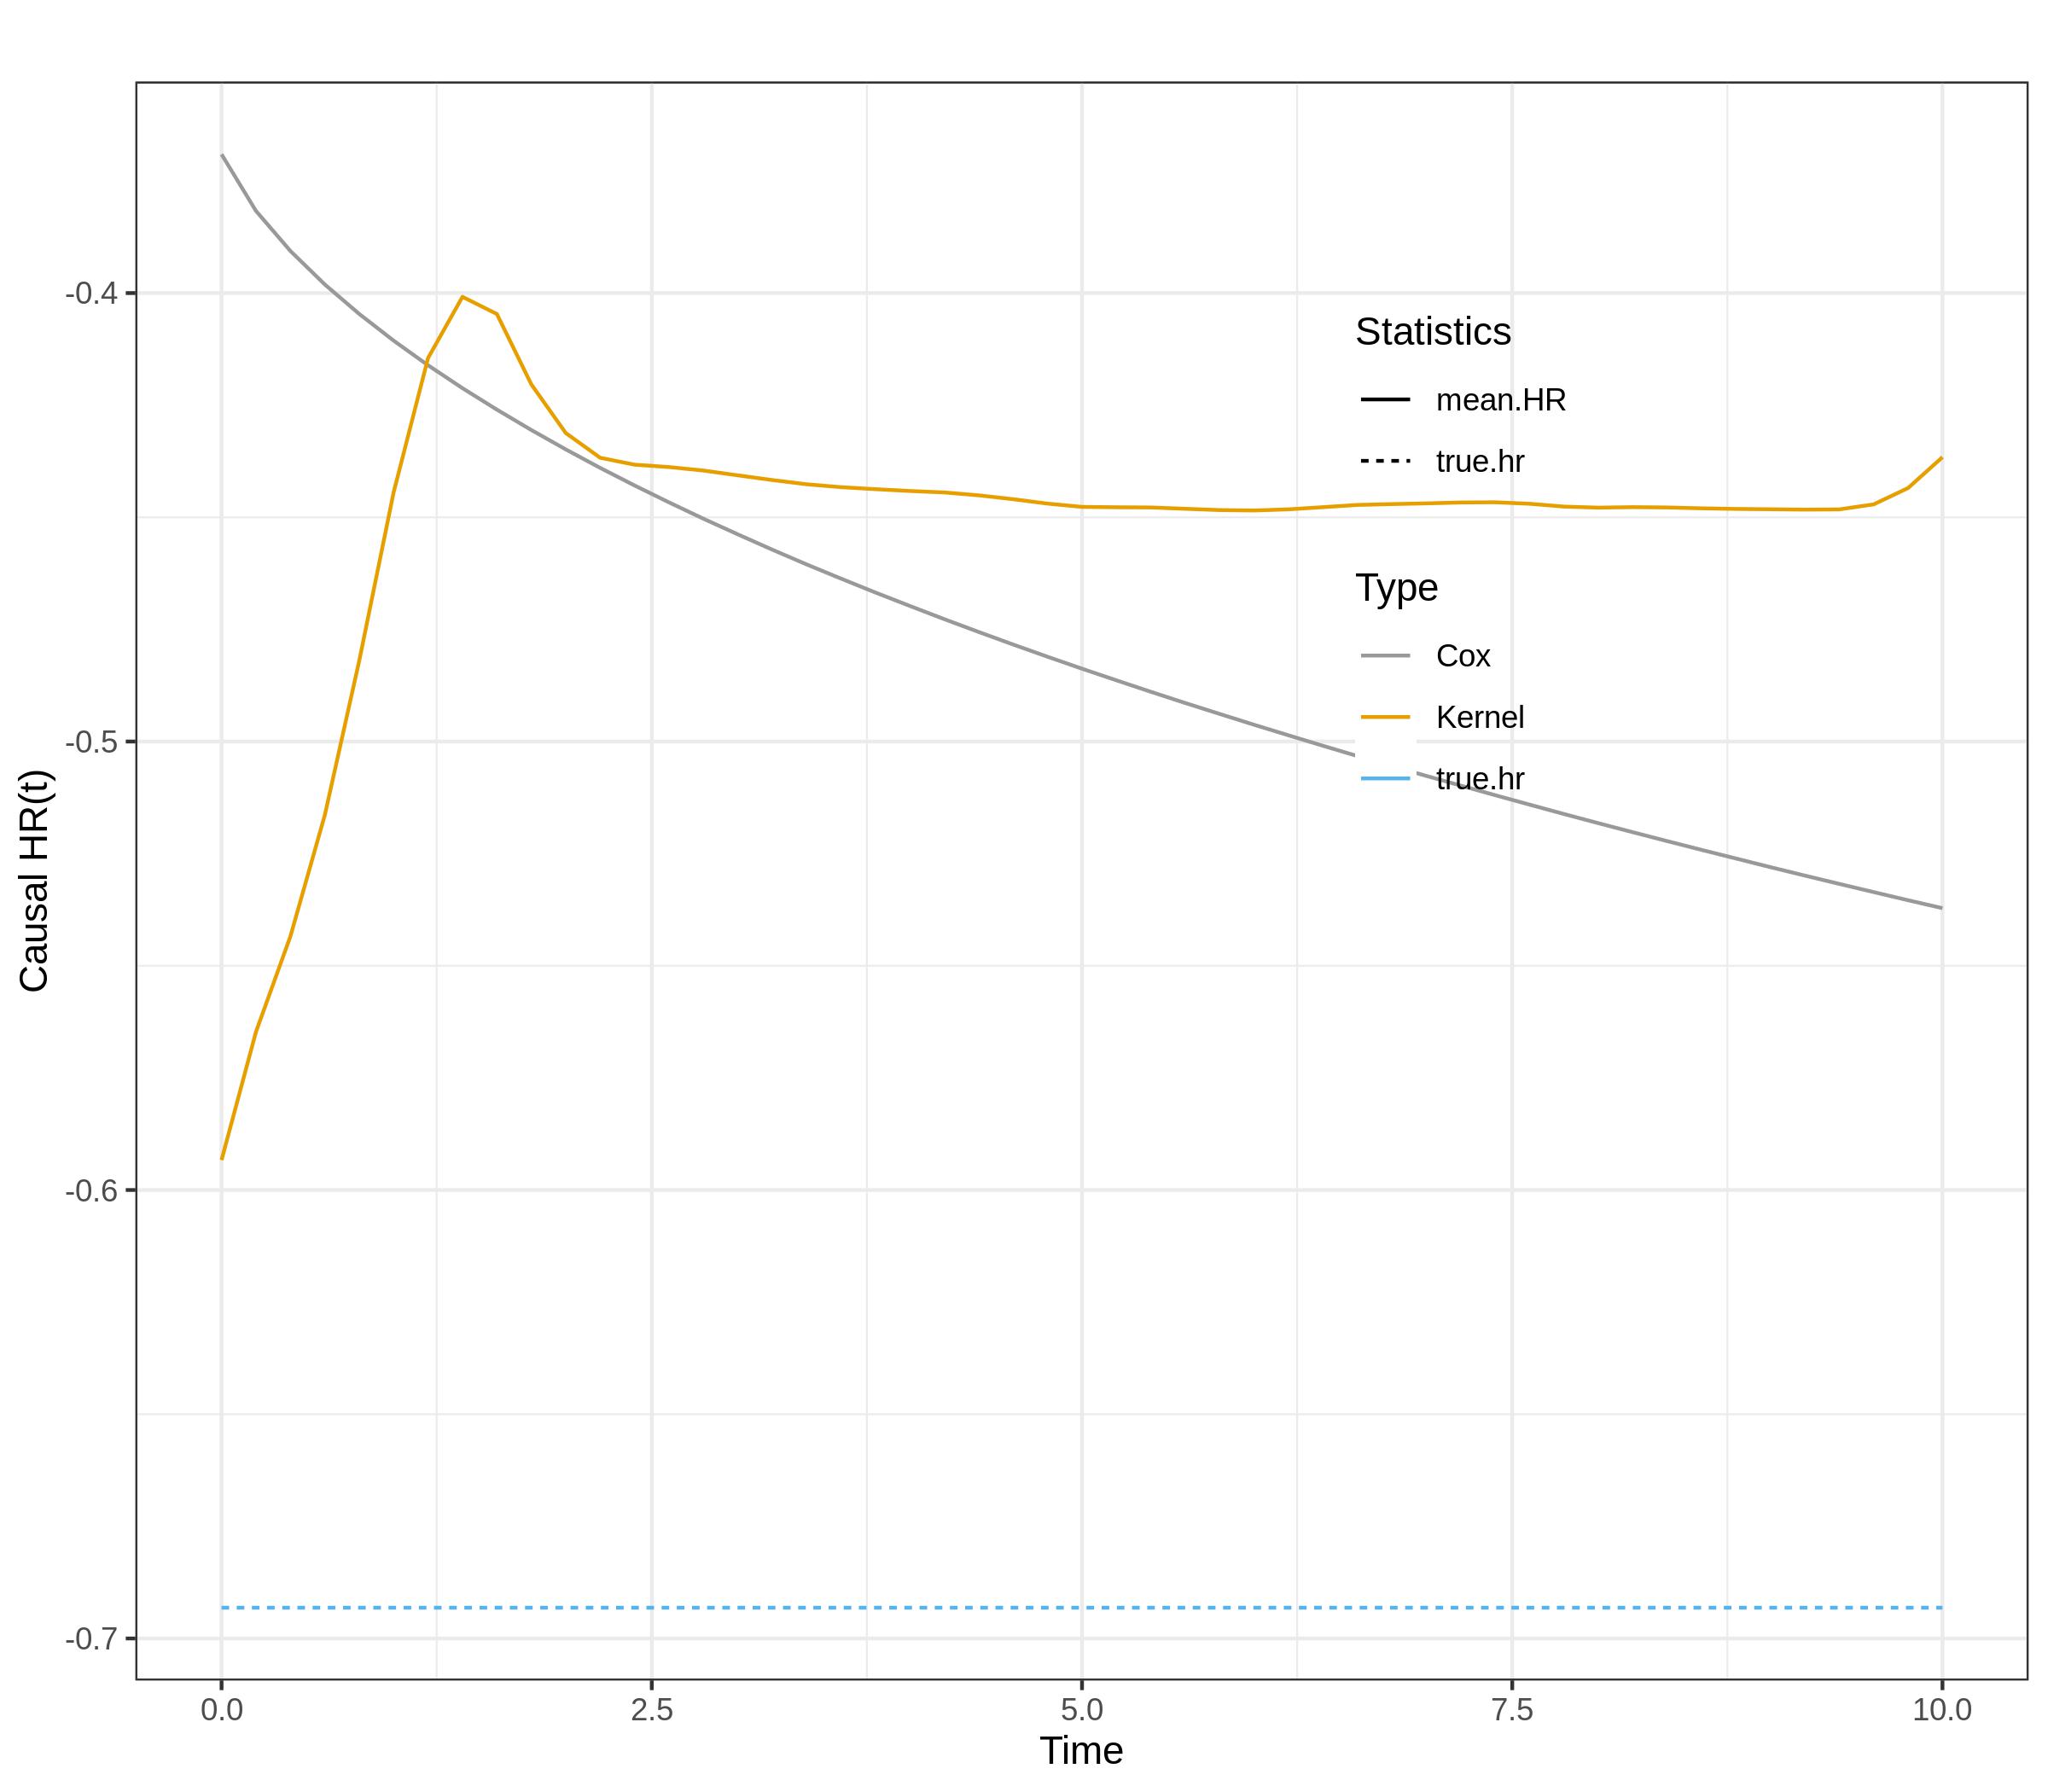 Causal HR(t)
-0.4
-0.5
-0.6
-0.7
Statistics
mean.HR
true.hr
Type
Cox
Kernel
true.hr
0.0 2.5 5.0 7.5 10.0
Time